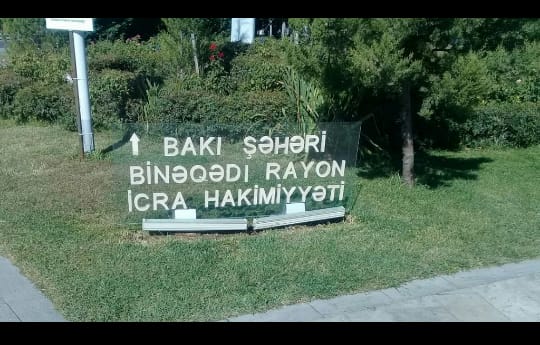 ↑ BAKI ŞƏHƏRİ
BİNƏQƏDI RAYON
İCRA HAKİMİYYƏTİ